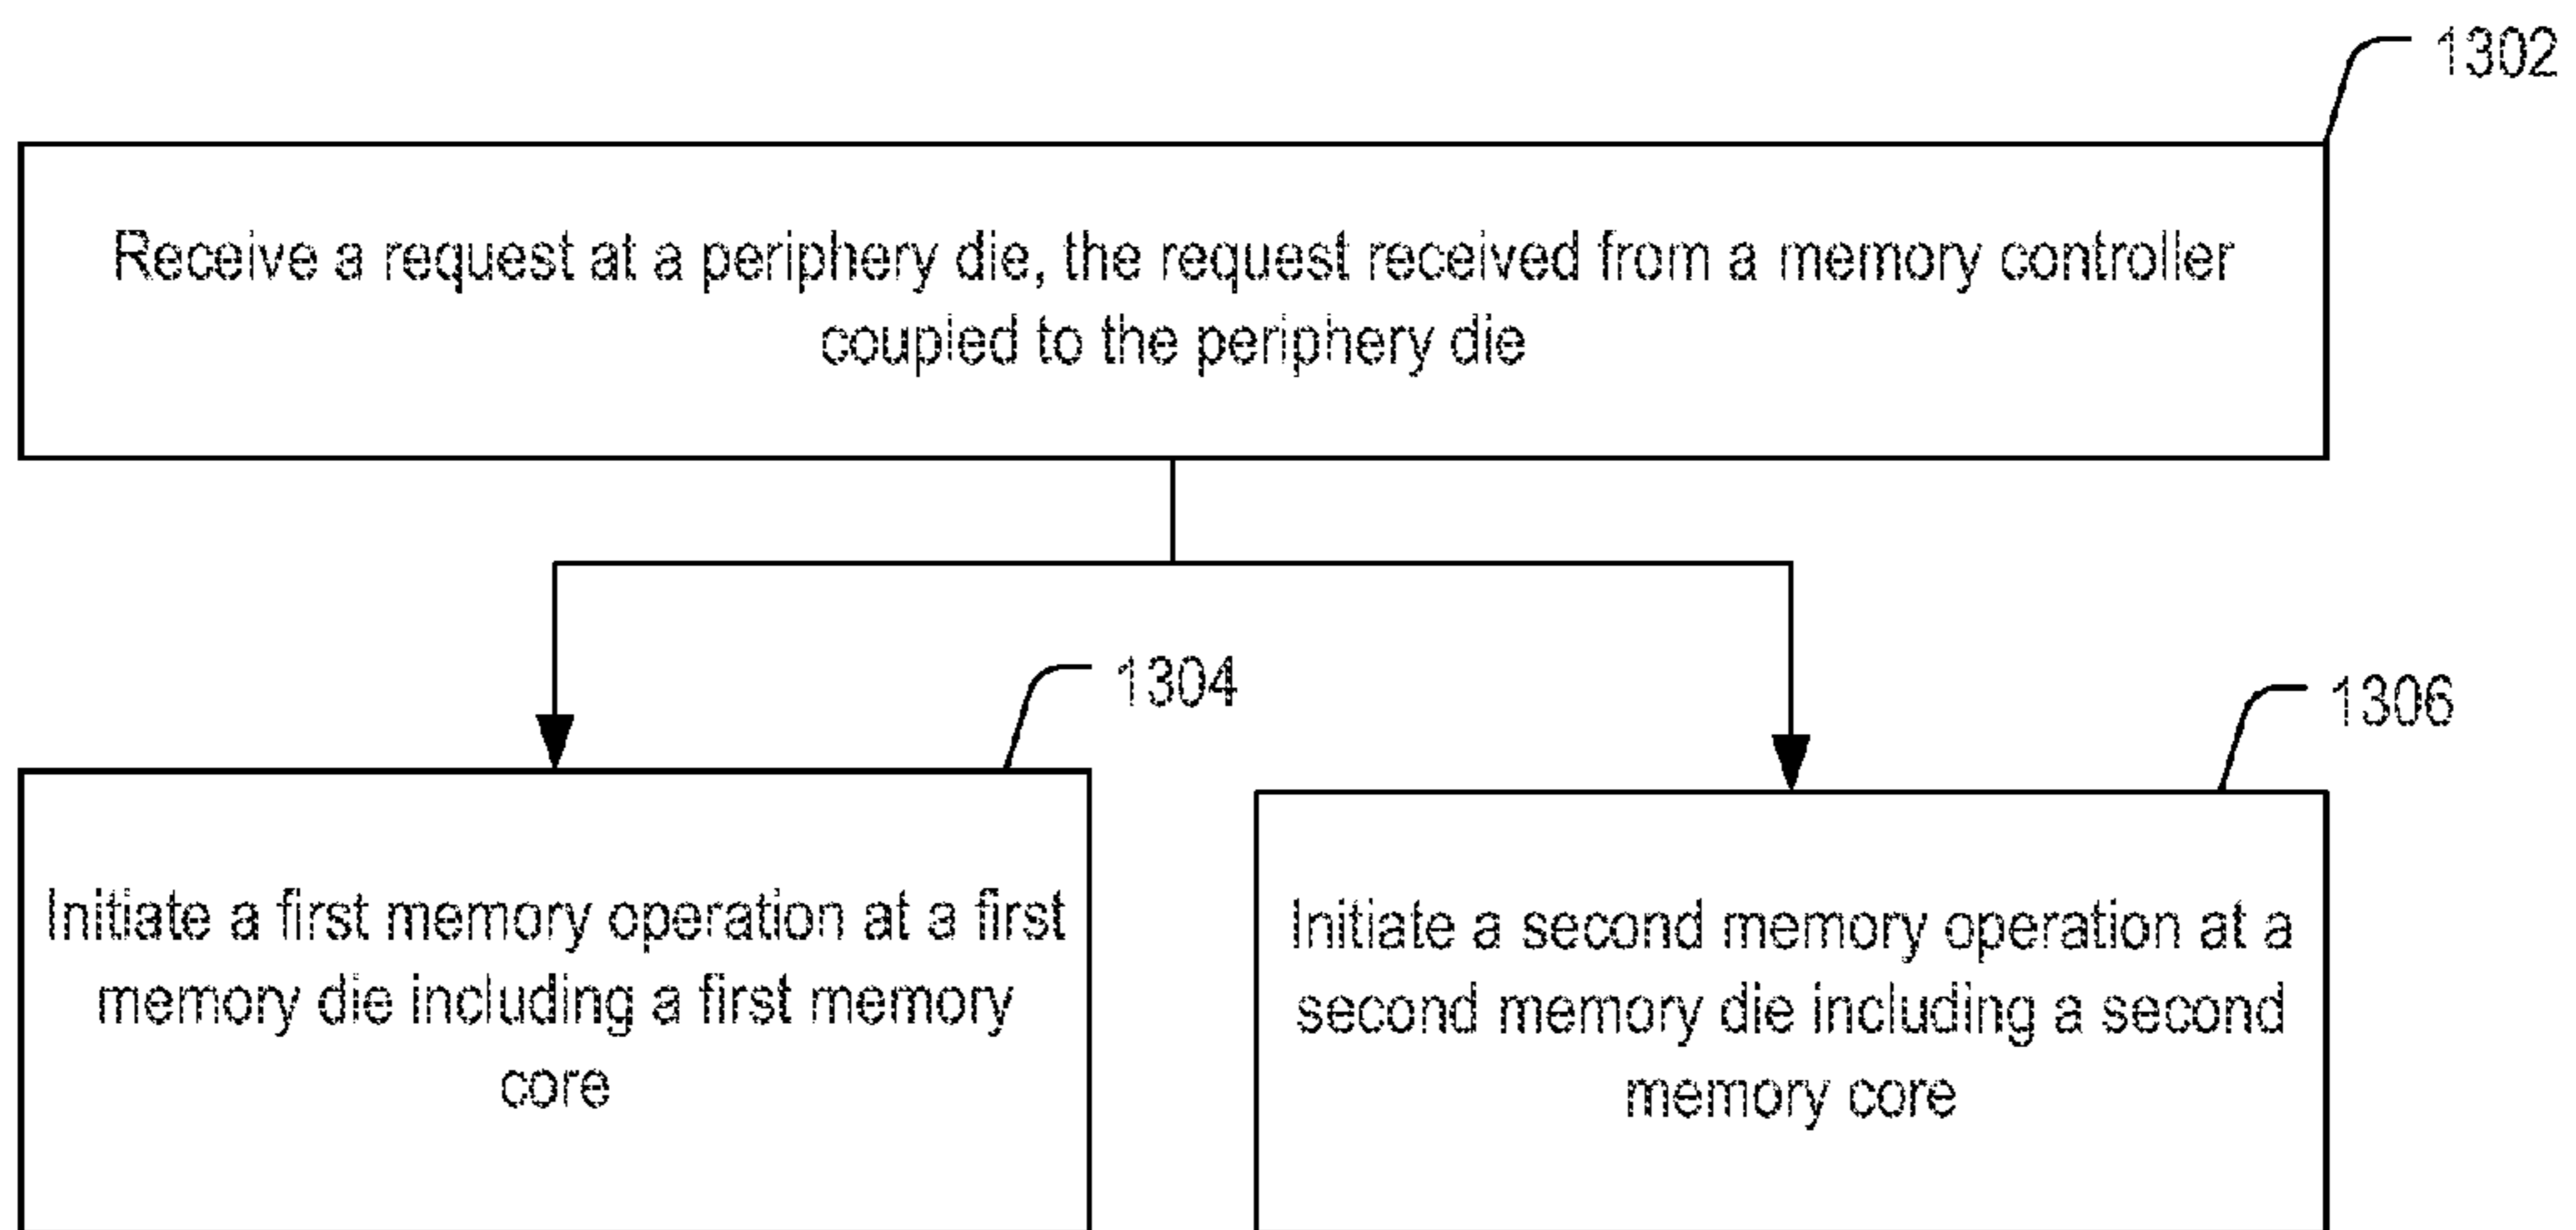 1302
Receive a request at a periphery die, the request received from a memory controller
coupled to the periphery die
1304
1306
Initiate a first memory operation at a first
memory die including a first memory
core
Initiate a second memory operation at a
second memory die including a second
memory core